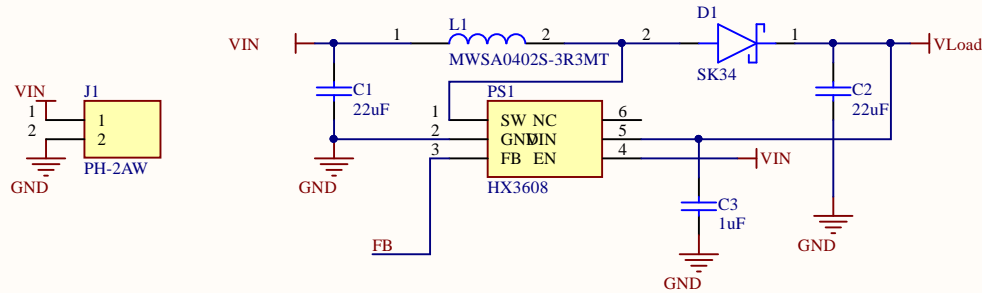 L1
D1
VIN
1
2
2
1
VLoad
MWSA0402S-3R3MT
SK34
VIN
J1
C1
22uF
PS1
C2
22uF
1
1
2
2
PH-2AW
GND
1
SW NC
6
2
GND VIN
5
3
FB EN
4
VIN
HX3608
GND
C3
1uF
FB
GND
GND